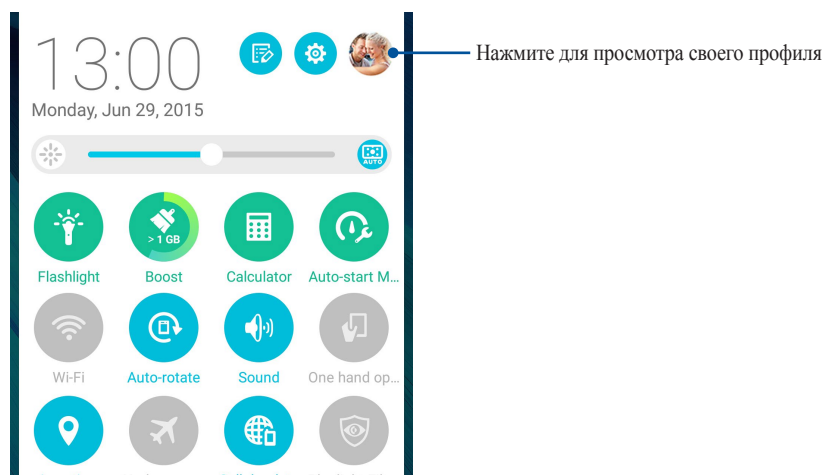 13:00
Нажмите для просмотра своего профиля
Monday, Jun 29, 2015
AUTO
> 1 GB
Flashlight Boost Calculator Auto-start M...
Wi-Fi Auto-rotate Sound One hand op...